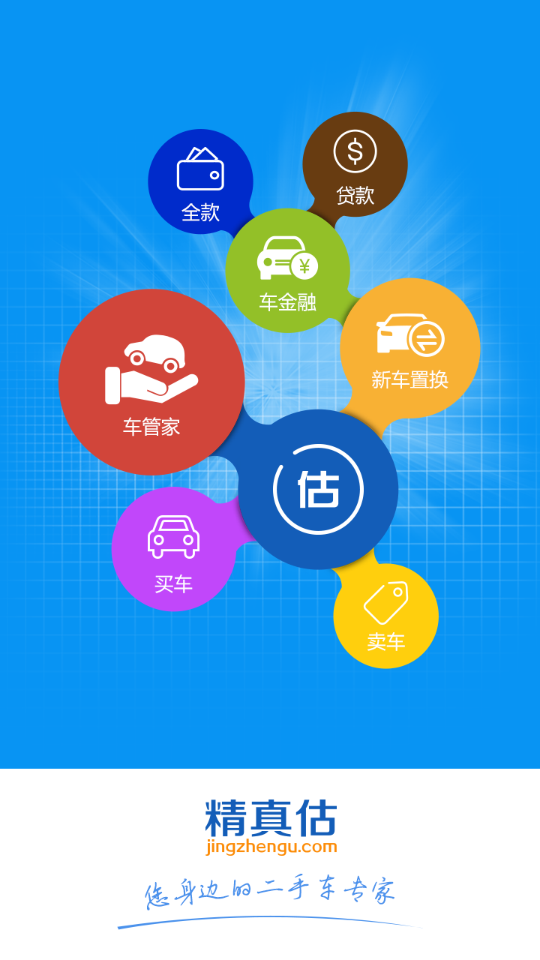 全款
贷款
车金融
新车置换
车管家
估
买车
卖车
精真估
jingzhengu.com
您身边的二手车专家